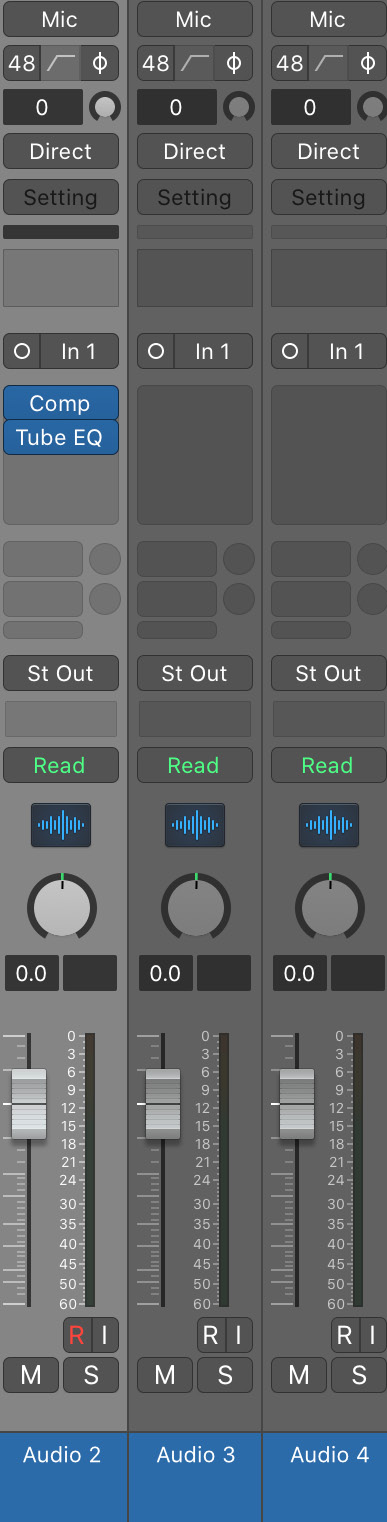 Mic Mic Mic
48 ϕ 48 ϕ 48 ϕ
0 0 0
Direct Direct Direct
Setting Setting Setting
In 1 In 1 In 1
Comp
Tube EQ
St Out St Out St Out
Read Read Read
0.0 0.0 0.0
0 0 0
3 3 3
6 6 6
9 9 9
12 12 12
15 15 15
18 18 18
21 21 21
24 24 24
30 30 30
35 35 35
40 40 40
45 45 45
50 50 50
60 60 60
R I R I R I
M S M S M S
Audio 2 Audio 3 Audio 4